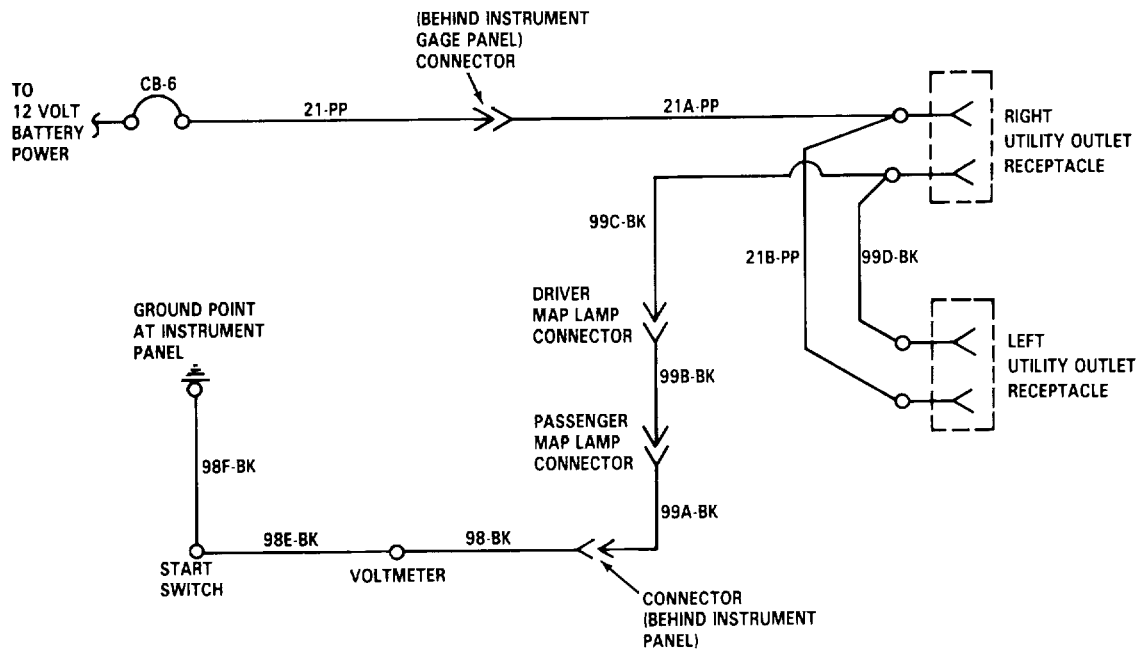 (BEHIND INSTRUMENT
GAGE PANEL)
CONNECTOR
TO
12 VOLT
BATTERY
POWER
CB-6
21-PP
21A-PP
RIGHT
UTILITY OUTLET
RECEPTACLE
99C-BK
21B-PP
99D-BK
DRIVER
MAP LAMP
CONNECTOR
GROUND POINT
AT INSTRUMENT
PANEL
LEFT
UTILITY OUTLET
RECEPTACLE
99B-BK
PASSENGER
MAP LAMP
CONNECTOR
98F-BK
99A-BK
98E-BK
98-BK
START
SWITCH
VOLTMETER
CONNECTOR
(BEHIND INSTRUMENT
PANEL)